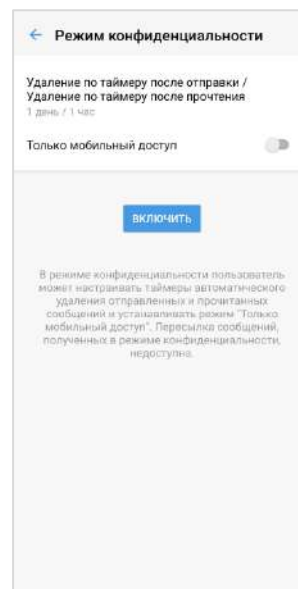 Режим конфиденциальности
Удаление по таймеру после отправки /
Удаление по таймеру после прочтения
1 день / 1 час
Только мобильный доступ
ВКЛЮЧИТЬ
В режиме конфиденциальности пользователь
может настраивать таймеры автоматического
удаления отправленных и прочитанных
сообщений и устанавливать режим "Только
мобильный доступ". Пересылка сообщений,
полученных в режиме конфиденциальности,
недоступна.